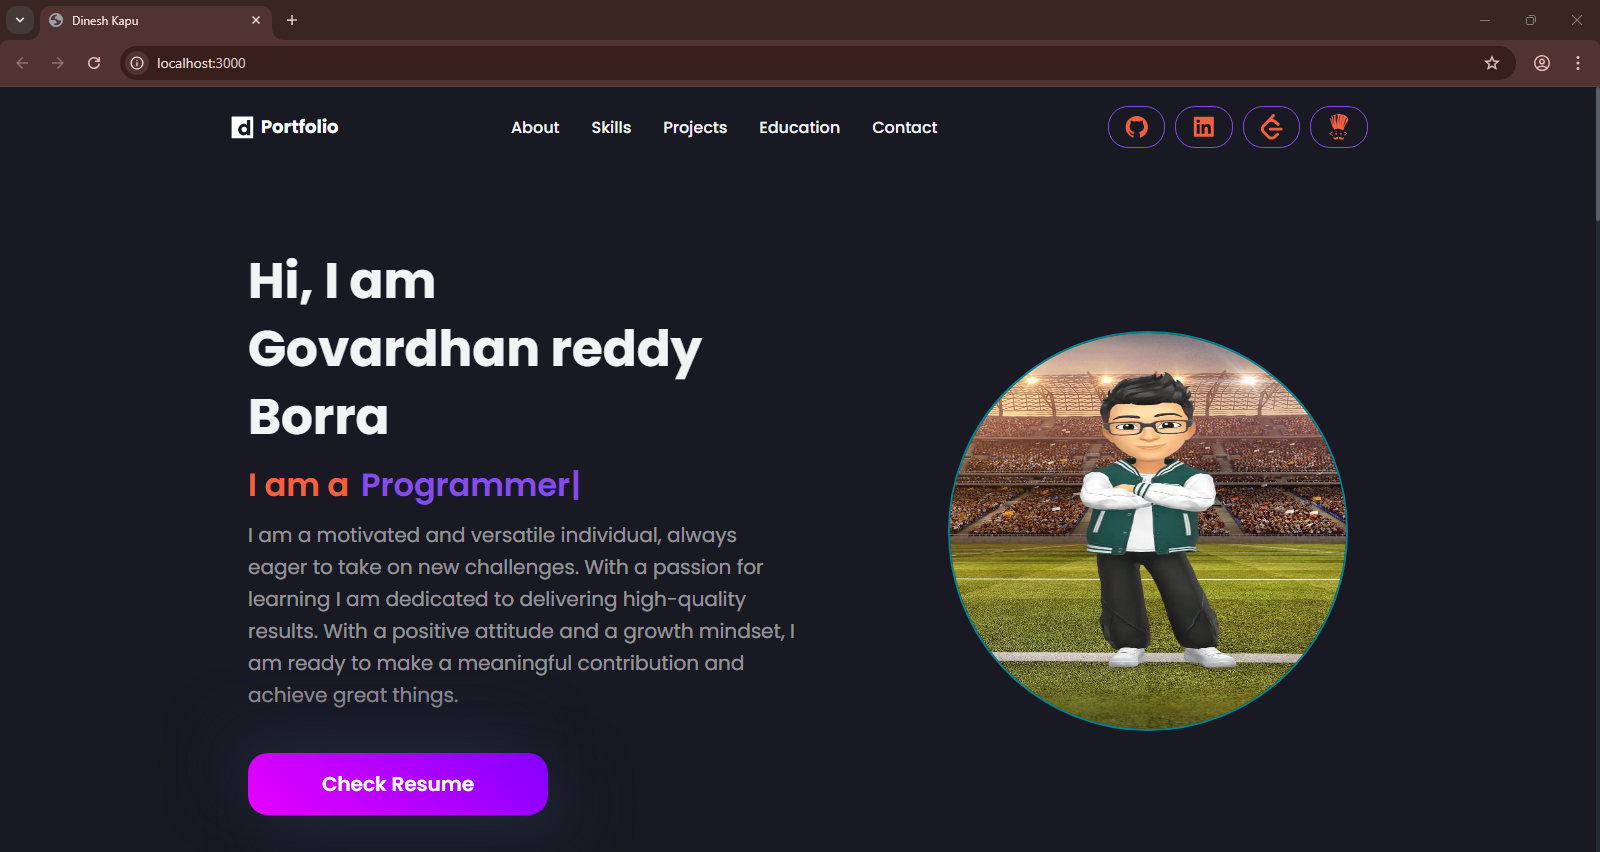 Dinesh Kapu
localhost:3000
d Portfolio
About Skills Projects Education Contact
Hi, I am
Govardhan reddy
Borra
I am a Programmer|
I am a motivated and versatile individual, always
eager to take on new challenges. With a passion for
learning I am dedicated to delivering high-quality
results. With a positive attitude and a growth mindset, I
am ready to make a meaningful contribution and
achieve great things.
Check Resume